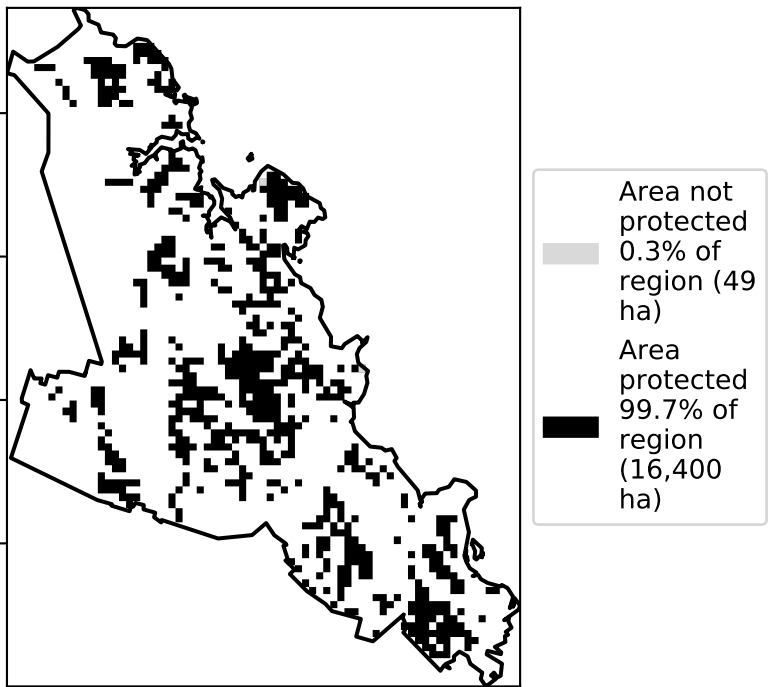 Area not
protected
0.3% of
region (49
ha)
Area
protected
99.7% of
region
(16,400
ha)